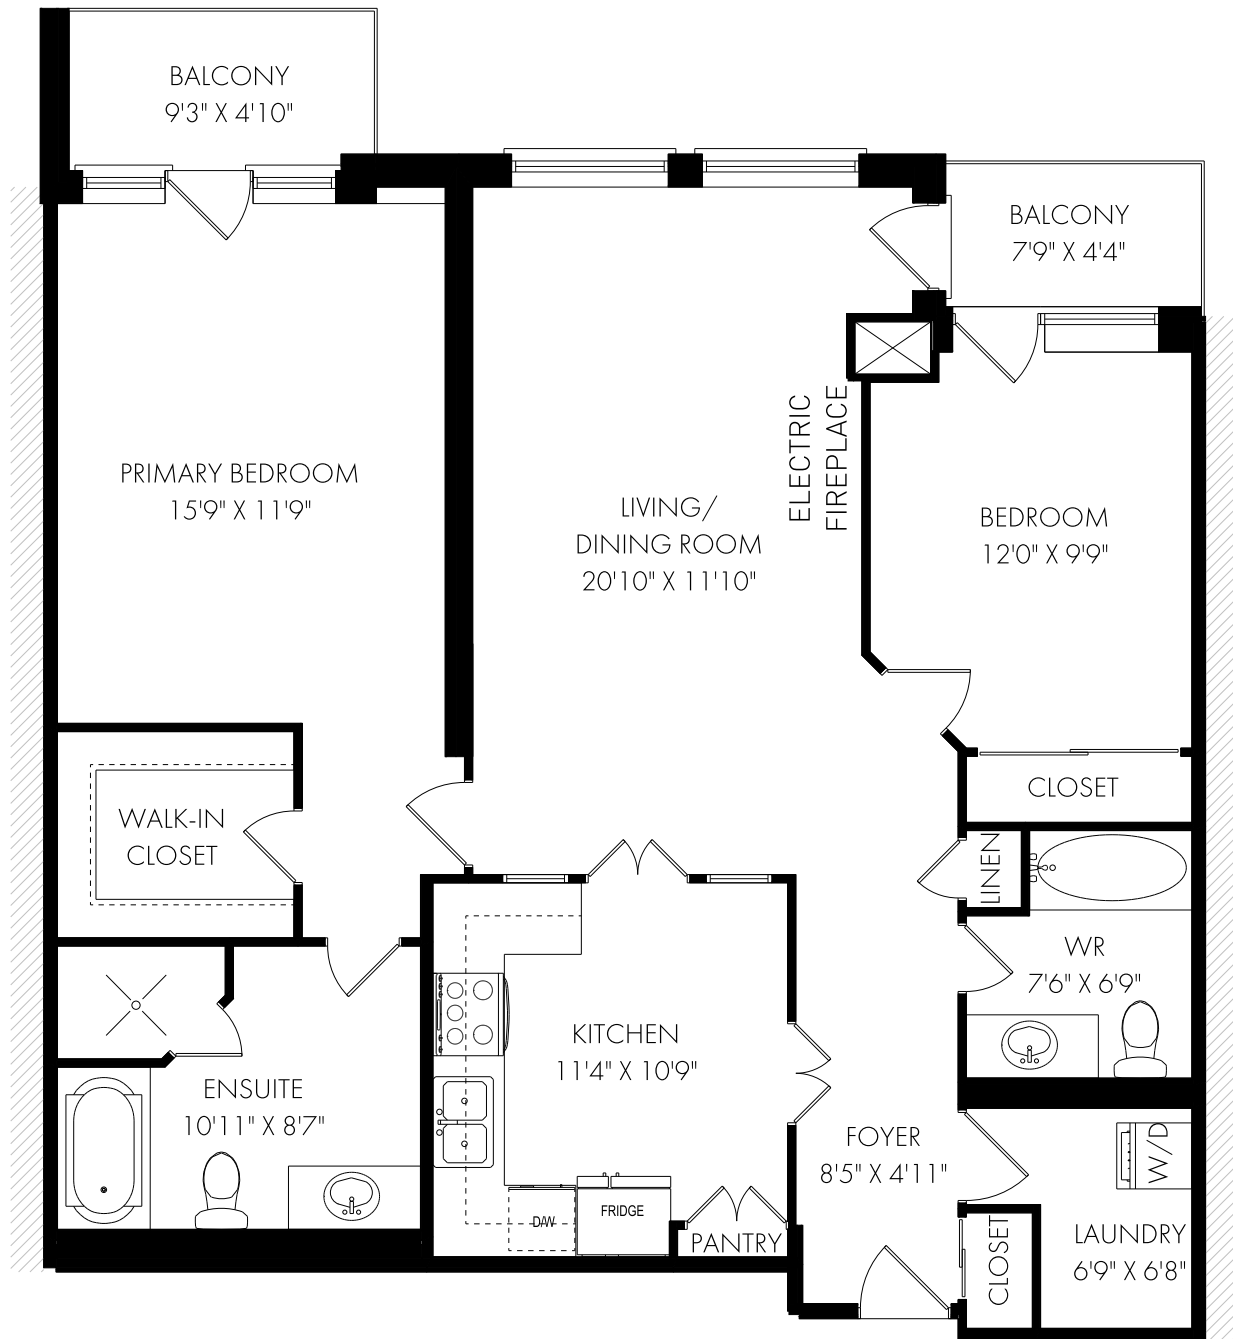 BALCONY
9'3" X 4'10"
BALCONY
7'9" X 4'4"
ELECTRIC
FIREPLACE
PRIMARY BEDROOM
15'9" X 11'9"
LIVING/
DINING ROOM
20'10" X 11'10"
BEDROOM
12'0" X 9'9"
CLOSET
WALK-IN
CLOSET
LINEN
WR
7'6" X 6'9"
KITCHEN
11'4" X 10'9"
ENSUITE
10'11" X 8'7"
FOYER
8'5" X 4'11"
W/D
FRIDGE
D/W
PANTRY
CLOSET
LAUNDRY
6'9" X 6'8"